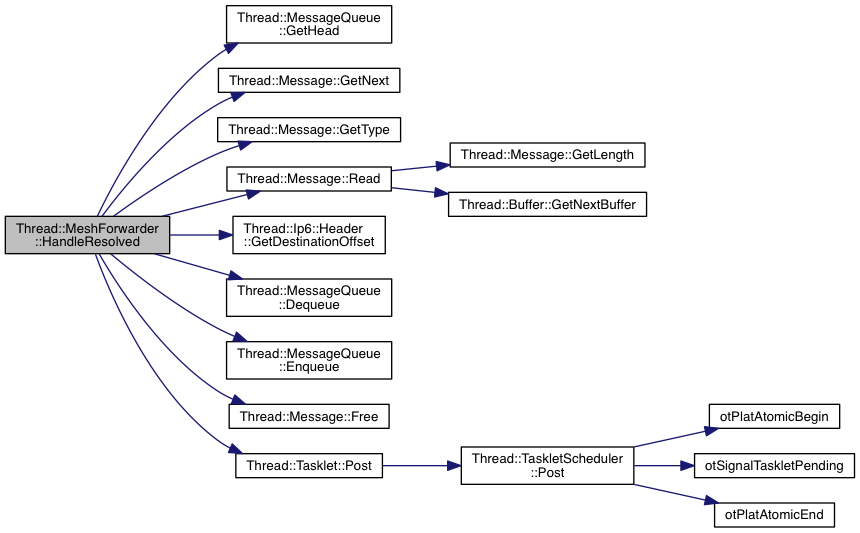 Thread::MeshForwarder
::HandleResolved
Thread::MessageQueue
::GetHead
Thread::Message::GetNext
Thread::Message::GetType
Thread::Message::Read
Thread::Message::GetLength
Thread::Buffer::GetNextBuffer
Thread::Ip6::Header
::GetDestinationOffset
Thread::MessageQueue
::Dequeue
Thread::MessageQueue
::Enqueue
Thread::Message::Free
Thread::Tasklet::Post
Thread::TaskletScheduler
::Post
otPlatAtomicBegin
otSignalTaskletPending
otPlatAtomicEnd